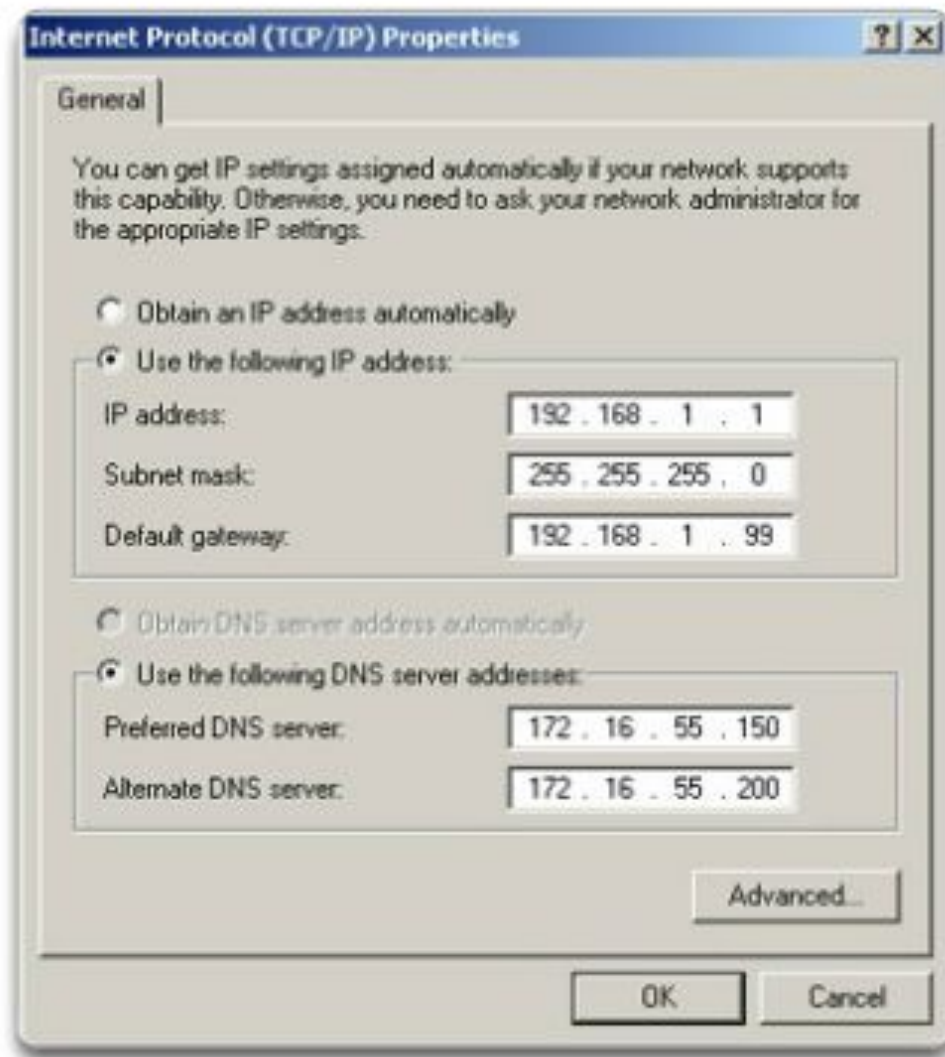 Internet Protocol (TCP/IP) Properties
General
You can get IP settings assigned automatically if your network supports
this capability. Otherwise, you need to ask your network administrator for
the appropriate IP settings.
Obtain an IP address automatically
Use the following IP address:
IP address: 192 . 168 . 1 . 1
Subnet mask: 255 . 255 . 255 . 0
Default gateway: 192 . 168 . 1 . 99
Obtain DNS server address automatically
Use the following DNS server addresses:
Preferred DNS server: 172 . 16 . 55 . 150
Alternate DNS server: 172 . 16 . 55 . 200
Advanced...
OK Cancel